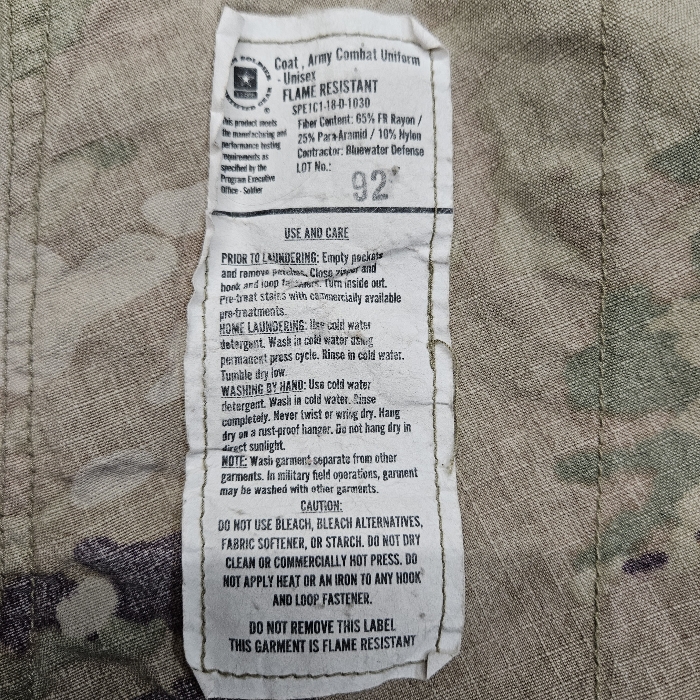 Coat , Army Combat Uniform
- Unisex
FLAME RESISTANT
SPE1C1-18-D-1030
Fiber Content: 65% FR Rayon /
25% Para-Aramid / 10% Nylon
Contractor: Bluewater Defense
LOT No.:
92
this product meets
the manufacturing and
performance testing
requirements as
specified by the
Program Executive
Office - Soldier
USE AND CARE
PRIOR TO LAUNDERING: Empty pockets
and remove patches. Close zipper and
hook and loop fasteners. Turn inside out.
Pre-treat stains with commercially available
pre-treatments.
HOME LAUNDERING: Use cold water
detergent. Wash in cold water using
permanent press cycle. Rinse in cold water.
Tumble dry low.
WASHING BY HAND: Use cold water
detergent. Wash in cold water. Rinse
completely. Never twist or wring dry. Hang
dry on a rust-proof hanger. Do not hang dry in
direct sunlight.
NOTE: Wash garment separate from other
garments. In military field operations, garment
may be washed with other garments.
CAUTION:
DO NOT USE BLEACH, BLEACH ALTERNATIVES,
FABRIC SOFTENER, OR STARCH. DO NOT DRY
CLEAN OR COMMERCIALLY HOT PRESS. DO
NOT APPLY HEAT OR AN IRON TO ANY HOOK
AND LOOP FASTENER.
DO NOT REMOVE THIS LABEL
THIS GARMENT IS FLAME RESISTANT